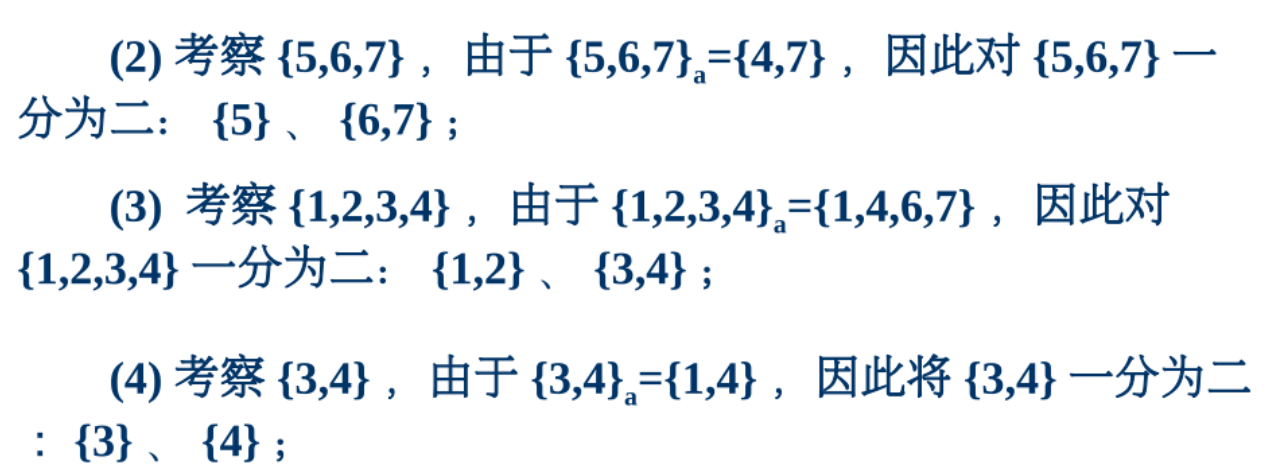 (2) 考察 {5,6,7} ， 由于 {5,6,7}a={4,7} ， 因此对 {5,6,7} 一
分为二： {5} 、 {6,7} ；
(3) 考察 {1,2,3,4} ， 由于 {1,2,3,4}a={1,4,6,7} ， 因此对
{1,2,3,4} 一分为二： {1,2} 、 {3,4} ；
(4) 考察 {3,4} ， 由于 {3,4}a={1,4} ， 因此将 {3,4} 一分为二
： {3} 、 {4} ；